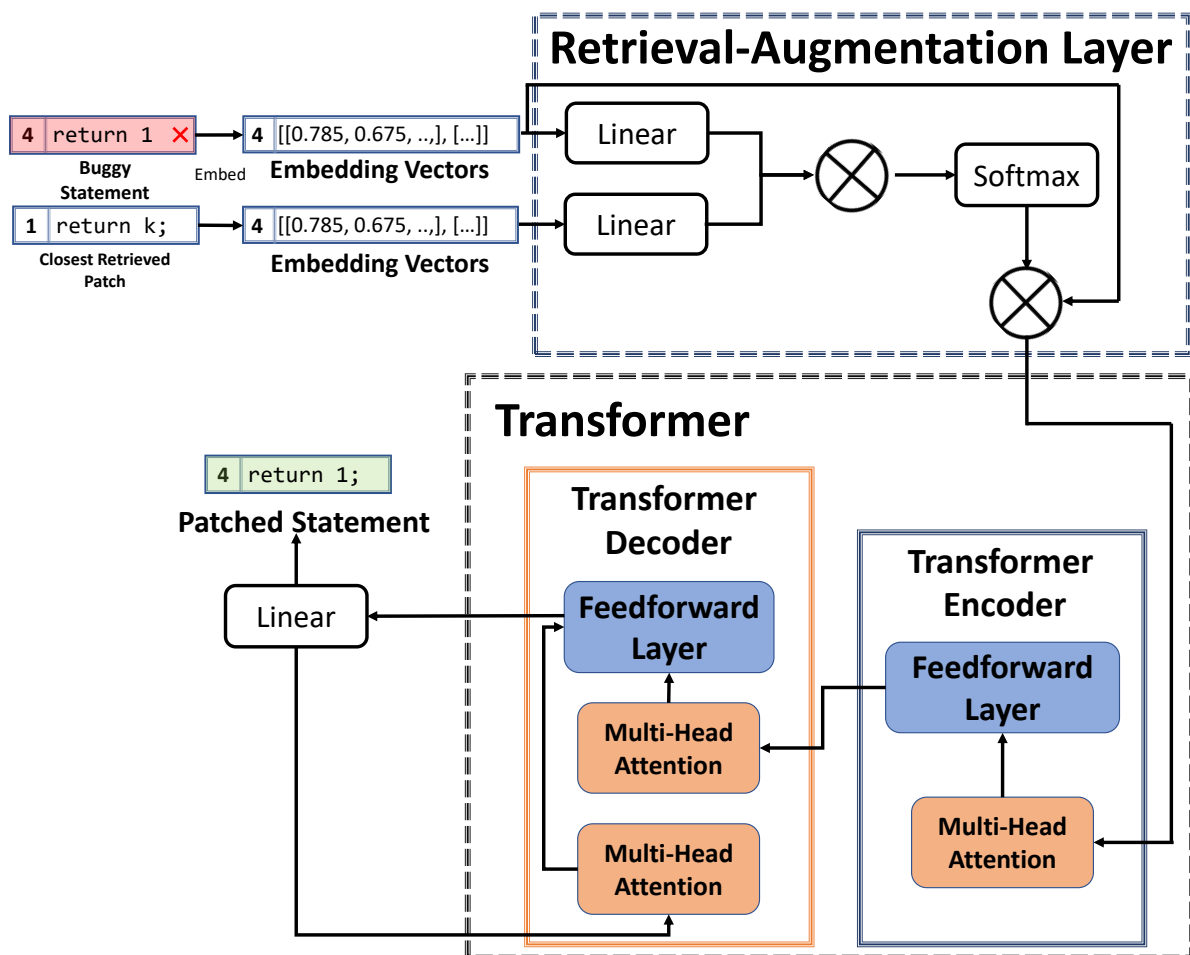 Retrieval-Augmentation Layer
4 return 1
Buggy
Statement
Embed
4 [[0.785, 0.675, ..,], […]]
Embedding Vectors
1 return k;
Closest Retrieved
Patch
4 [[0.785, 0.675, ..,], […]]
Embedding Vectors
Linear
Linear
Softmax
Transformer
4 return 1;
Patched Statement
Linear
Transformer
Decoder
Feedforward
Layer
Multi-Head
Attention
Multi-Head
Attention
Transformer
Encoder
Feedforward
Layer
Multi-Head
Attention